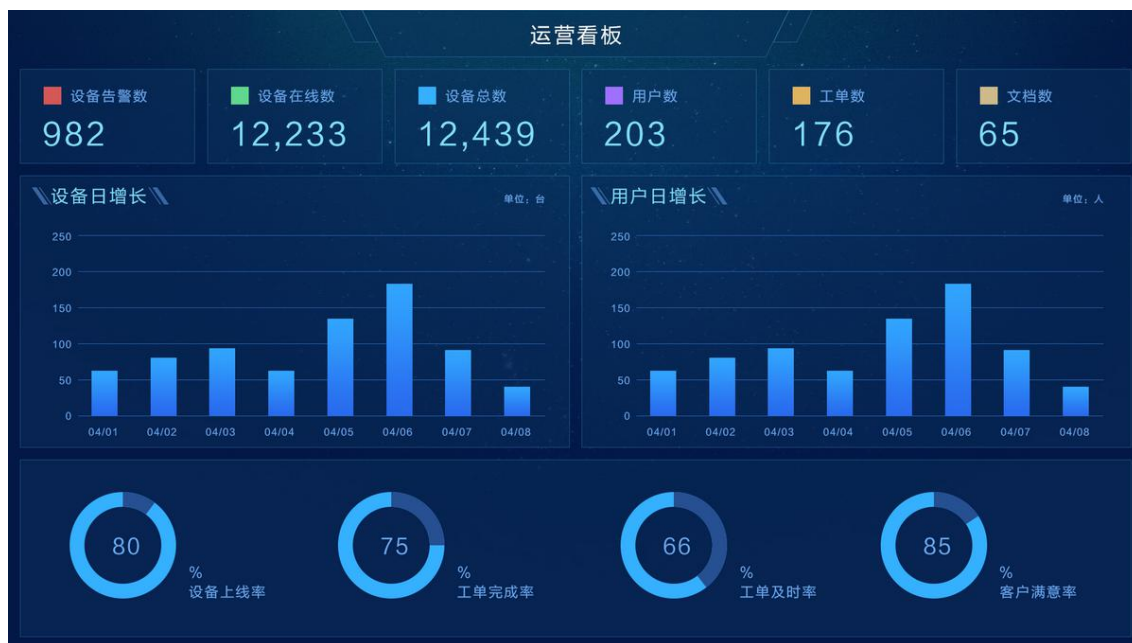 运营看板
设备告警数
982
设备在线数
12,233
设备总数
12,439
用户数
203
工单数
176
文档数
65
设备日增长
单位：台
250
200
150
100
50
0
04/01 04/02 04/03 04/04 04/05 04/06 04/07 04/08
用户日增长
单位：人
250
200
150
100
50
0
04/01 04/02 04/03 04/04 04/05 04/06 04/07 04/08
80
%
设备上线率
75
%
工单完成率
66
%
工单及时率
85
%
客户满意率